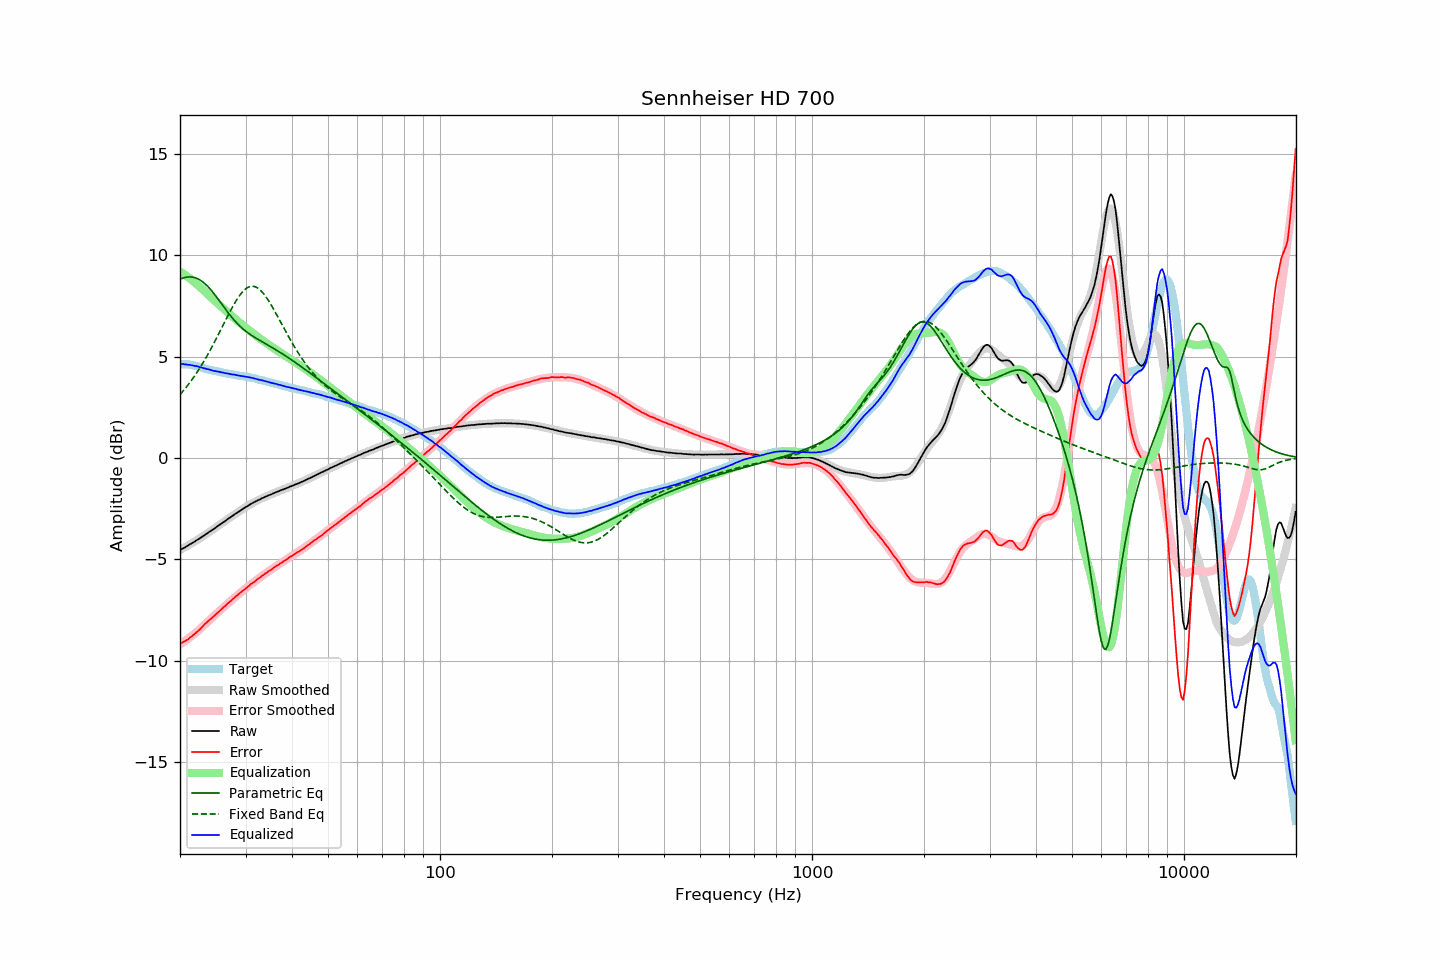 Sennheiser HD 700
Amplitude (dBr)
15
10
5
0
−5
−10
−15
Target
Raw Smoothed
Error Smoothed
Raw
Error
Equalization
Parametric Eq
Fixed Band Eq
Equalized
100
1000
10000
Frequency (Hz)